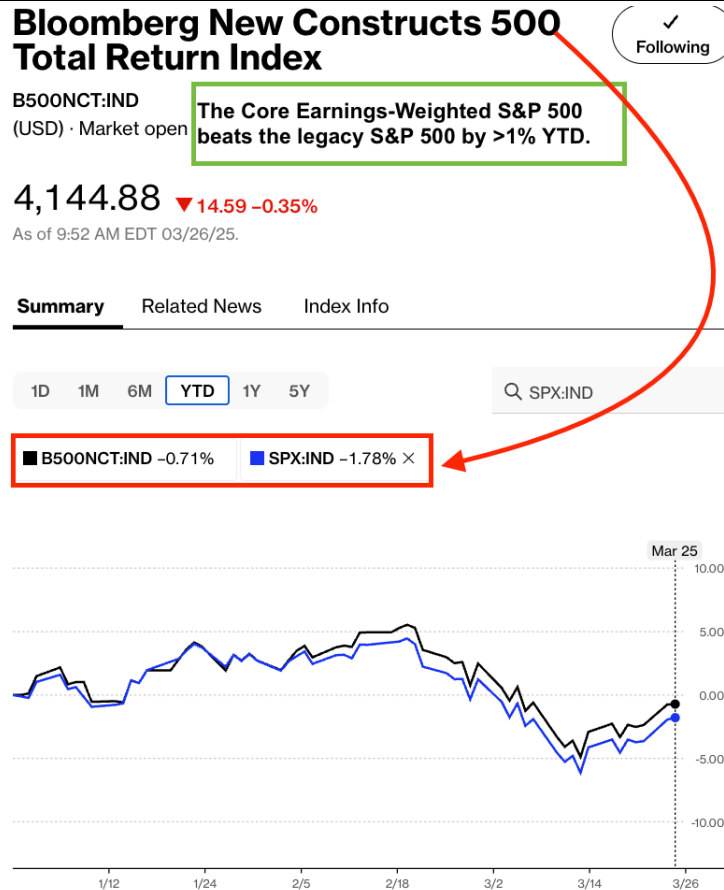 Bloomberg New Constructs 500
Total Return Index
✓
Following
B500NCT:IND
(USD) · Market open
The Core Earnings-Weighted S&P 500
beats the legacy S&P 500 by >1% YTD.
4,144.88 ▼ 14.59 −0.35%
As of 9:52 AM EDT 03/26/25.
Summary Related News Index Info
1D 1M 6M YTD 1Y 5Y
SPX:IND
B500NCT:IND −0.71% SPX:IND −1.78% ×
Mar 25
10.00
5.00
0.00
-5.00
-10.00
1/12 1/24 2/5 2/18 3/2 3/14 3/26